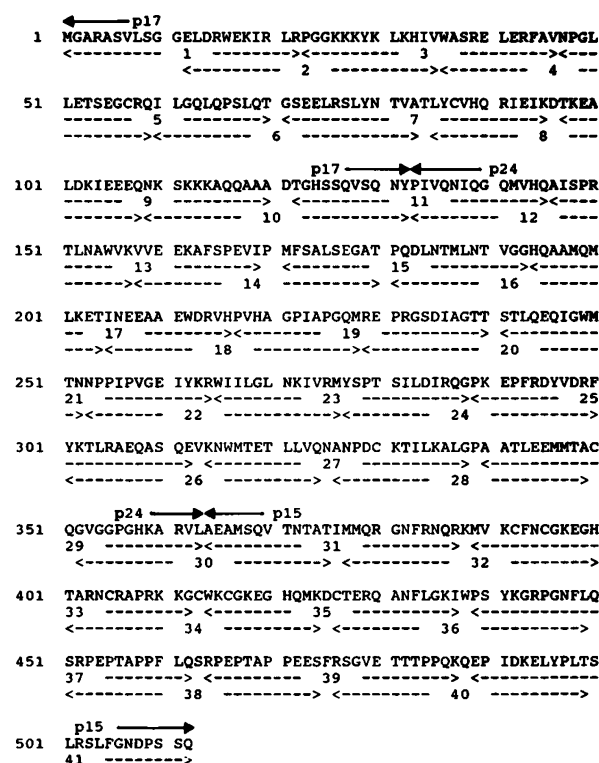 p17
1 MGARASVLSG GELDRWEKIR LRPGGKKKYK LKHIVWASRE LERFAVNPGL
1 3
2 4
51 LETSEGCRQI LGQLQPSLQT GSEELRSLYN TVATLYCVHQ RIEIKDTKEA
5 7
6 8
p17 p24
101 LDKIEEEQNK SKKKAQQAAA DTGHSSQVSQ NYPIVQNIQG QMVHQAISPR
9 11
10 12
151 TLNAWVKVVE EKAFSPEVIP MFSALSEGAT PQDLNTMLNT VGGHQAAMQM
13 15
14 16
201 LKETINEEAA EWDRVHPVHA GPIAPGQMRE PRGSDIAGTT STLQEQIGWM
17 19
18 20
251 TNNPPIPVGE IYKRWIILGL NKIVRMYSPT SILDIRQGPK EPFRDYVDRF
21 23 25
22 24
301 YKTLRAEQAS QEVKNWMTET LLVQNANPDC KTILKALGPA ATLEEMMTAC
27
26 28
p24 p15
351 QGVGGPGHKA RVLAEAMSQV TNTATIMMQR GNFRNQRKMV KCFNCGKEGH
29 31
30 32
401 TARNCRAPRK KGCWKCGKEG HQMKDCTERQ ANFLGKIWPS YKGRPGNFLQ
33 35
34 36
451 SRPEPTAPPF LQSRPEPTAP PEESFRSGVE TTTPPQKQEP IDKELYPLTS
37 39
38 40
p15
501 LRSLFGNDPS SQ
41